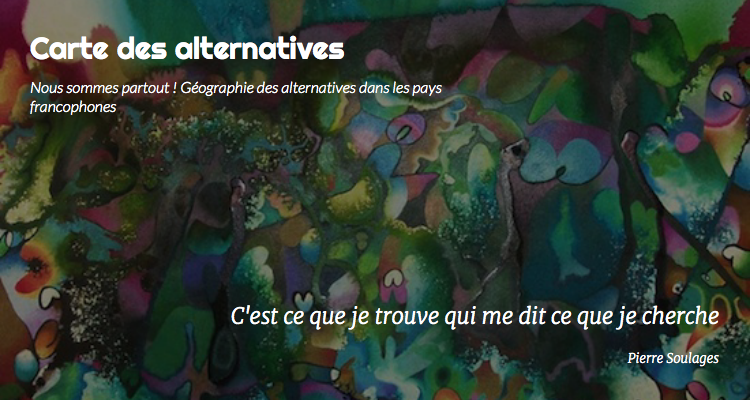 Carte des alternatives
Nous sommes partout ! Géographie des alternatives dans les pays
francophones
C'est ce que je trouve qui me dit ce que je cherche
Pierre Soulages